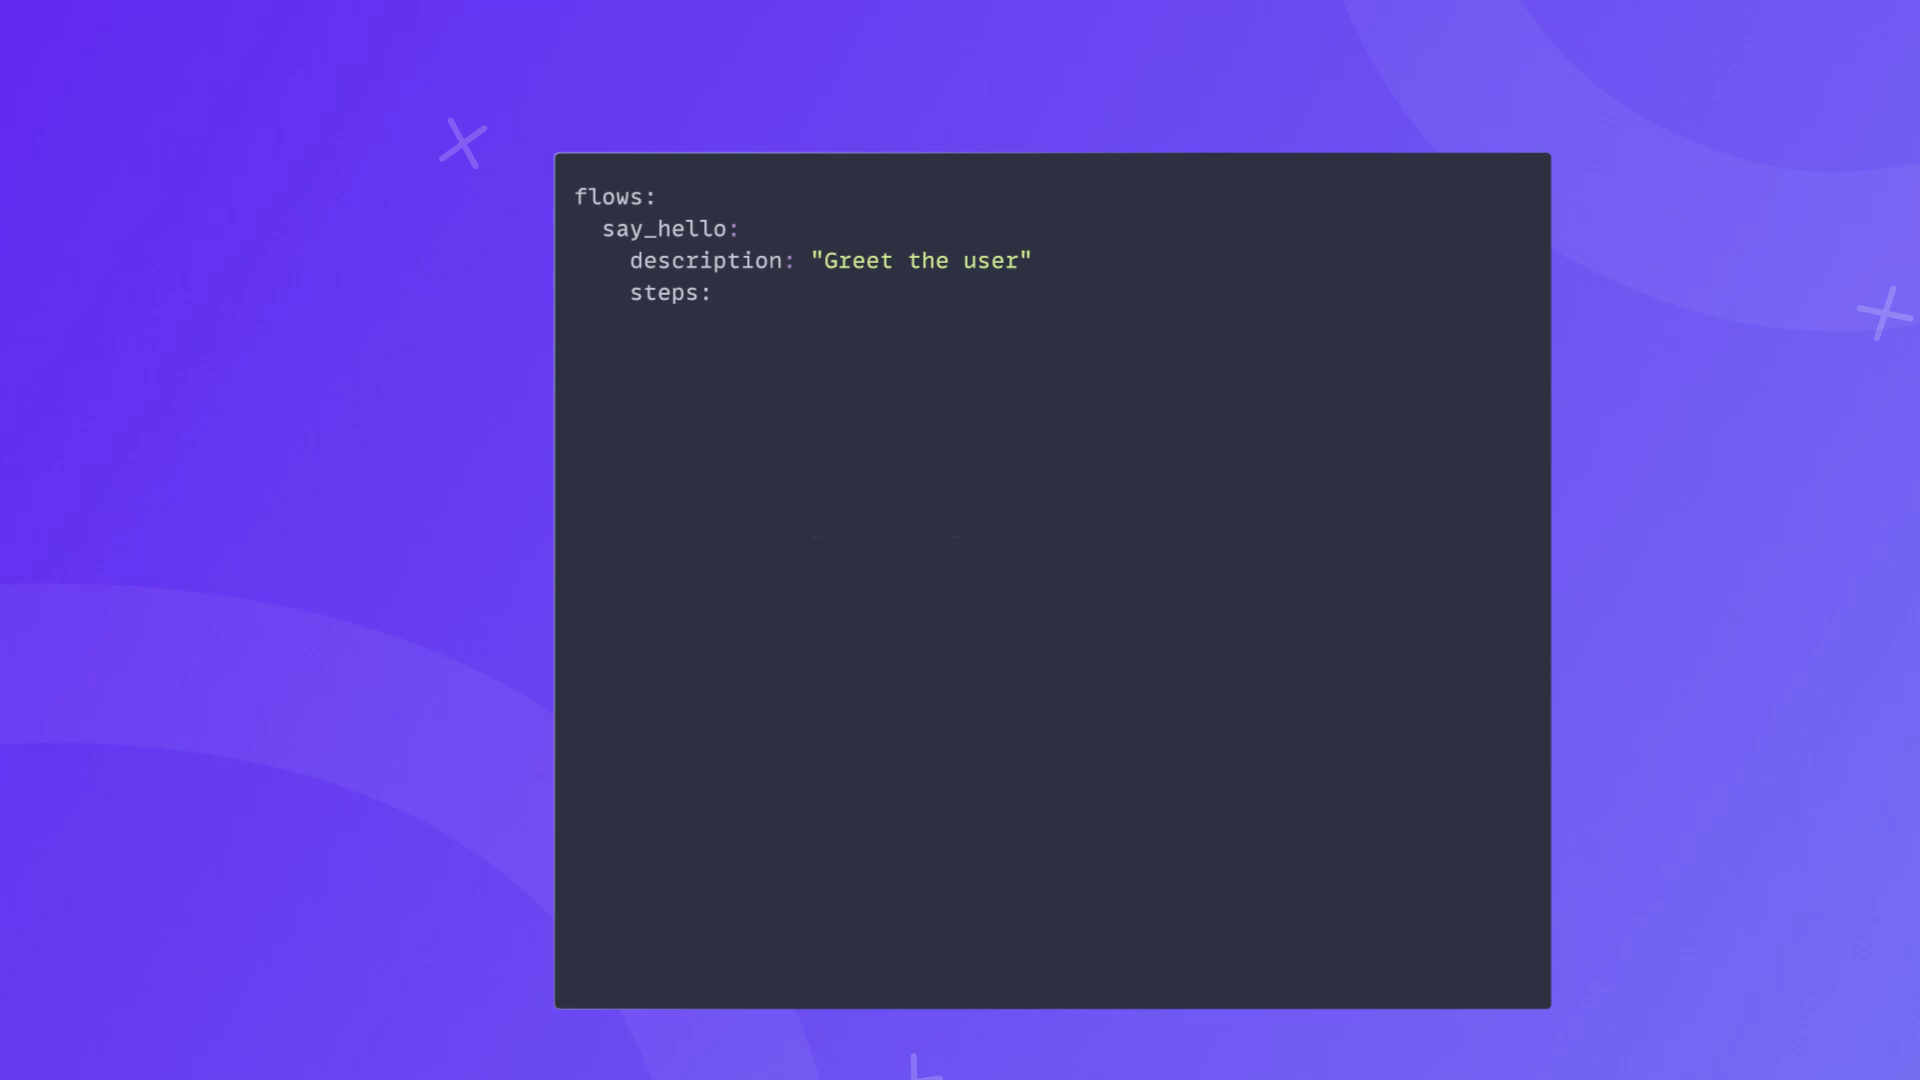 flows:
  say_hello:
    description: "Greet the user"
    steps: